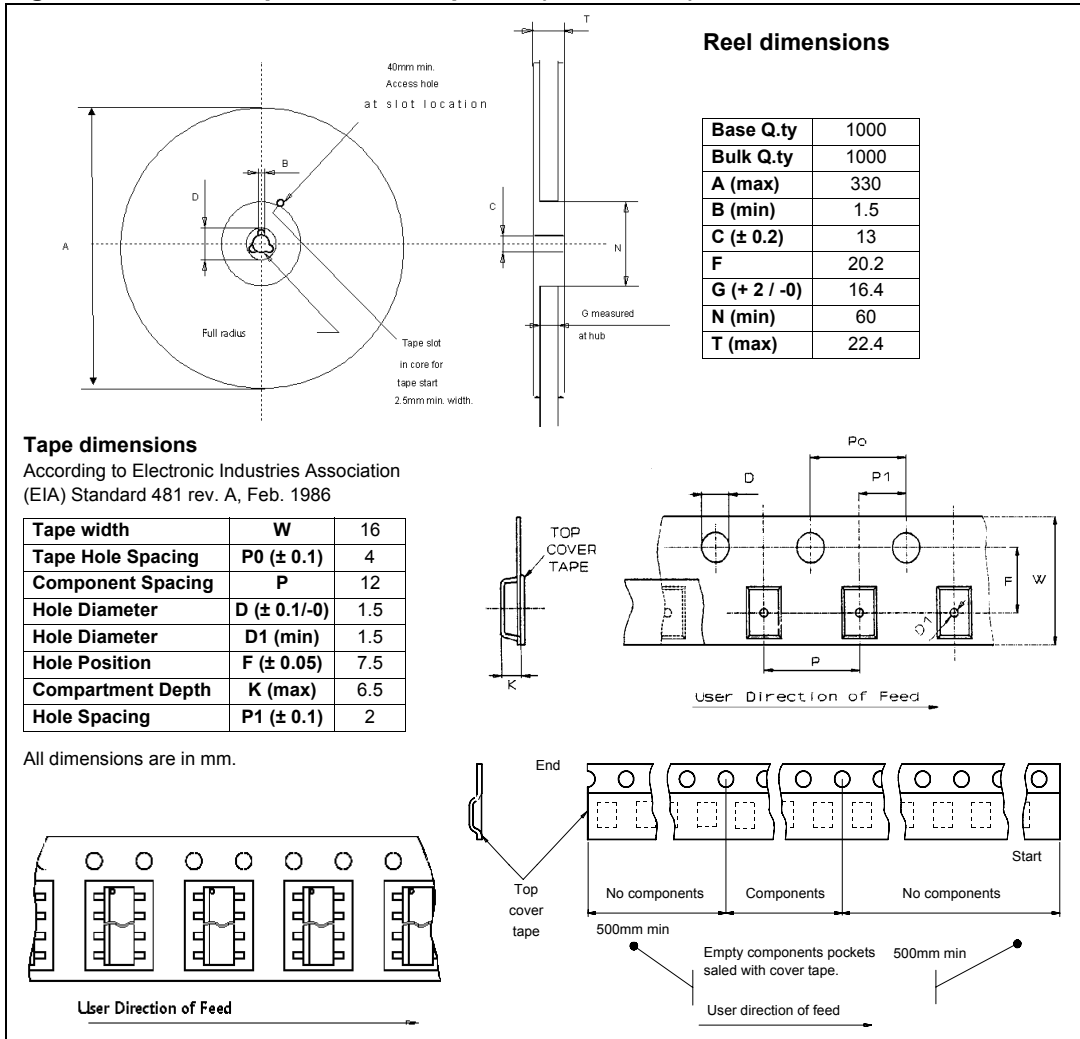 T
Reel dimensions
40mm min.
Access hole
at slot location
B
D
C
A
N
G measured
at hub
Full radius
Tape slot
in core for
tape start
2.5mm min. width.
Base Q.ty 1000
Bulk Q.ty 1000
A (max) 330
B (min) 1.5
C (± 0.2) 13
F 20.2
G (+ 2 / -0) 16.4
N (min) 60
T (max) 22.4
Tape dimensions
According to Electronic Industries Association
(EIA) Standard 481 rev. A, Feb. 1986
Tape width W 16
Tape Hole Spacing P0 (± 0.1) 4
Component Spacing P 12
Hole Diameter D (± 0.1/-0) 1.5
Hole Diameter D1 (min) 1.5
Hole Position F (± 0.05) 7.5
Compartment Depth K (max) 6.5
Hole Spacing P1 (± 0.1) 2
All dimensions are in mm.
TOP
COVER
TAPE
K
Po
D
P1
F
W
D1
P
User Direction of Feed
End
Start
Top
cover
tape
No components
Components
No components
500mm min
Empty components pockets
saled with cover tape.
500mm min
User direction of feed
User Direction of Feed